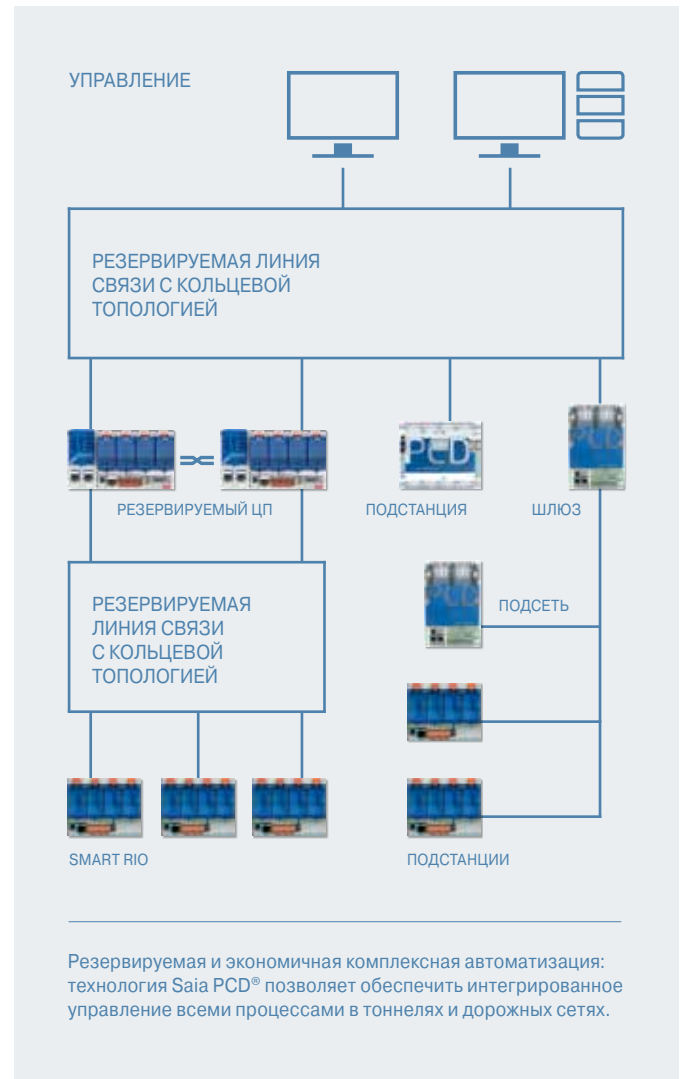 УПРАВЛЕНИЕ
РЕЗЕРВИРУЕМАЯ ЛИНИЯ
СВЯЗИ С КОЛЬЦЕВОЙ
ТОПОЛОГИЕЙ
PCD
PCD
РЕЗЕРВИРУЕМЫЙ ЦП
ПОДСТАНЦИЯ
ШЛЮЗ
РЕЗЕРВИРУЕМАЯ
ЛИНИЯ СВЯЗИ
С КОЛЬЦЕВОЙ
ТОПОЛОГИЕЙ
PCD
ПОДСЕТЬ
SMART RIO
ПОДСТАНЦИИ
Резервируемая и экономичная комплексная автоматизация:
технология Saia PCD® позволяет обеспечить интегрированное
управление всеми процессами в тоннелях и дорожных сетях.